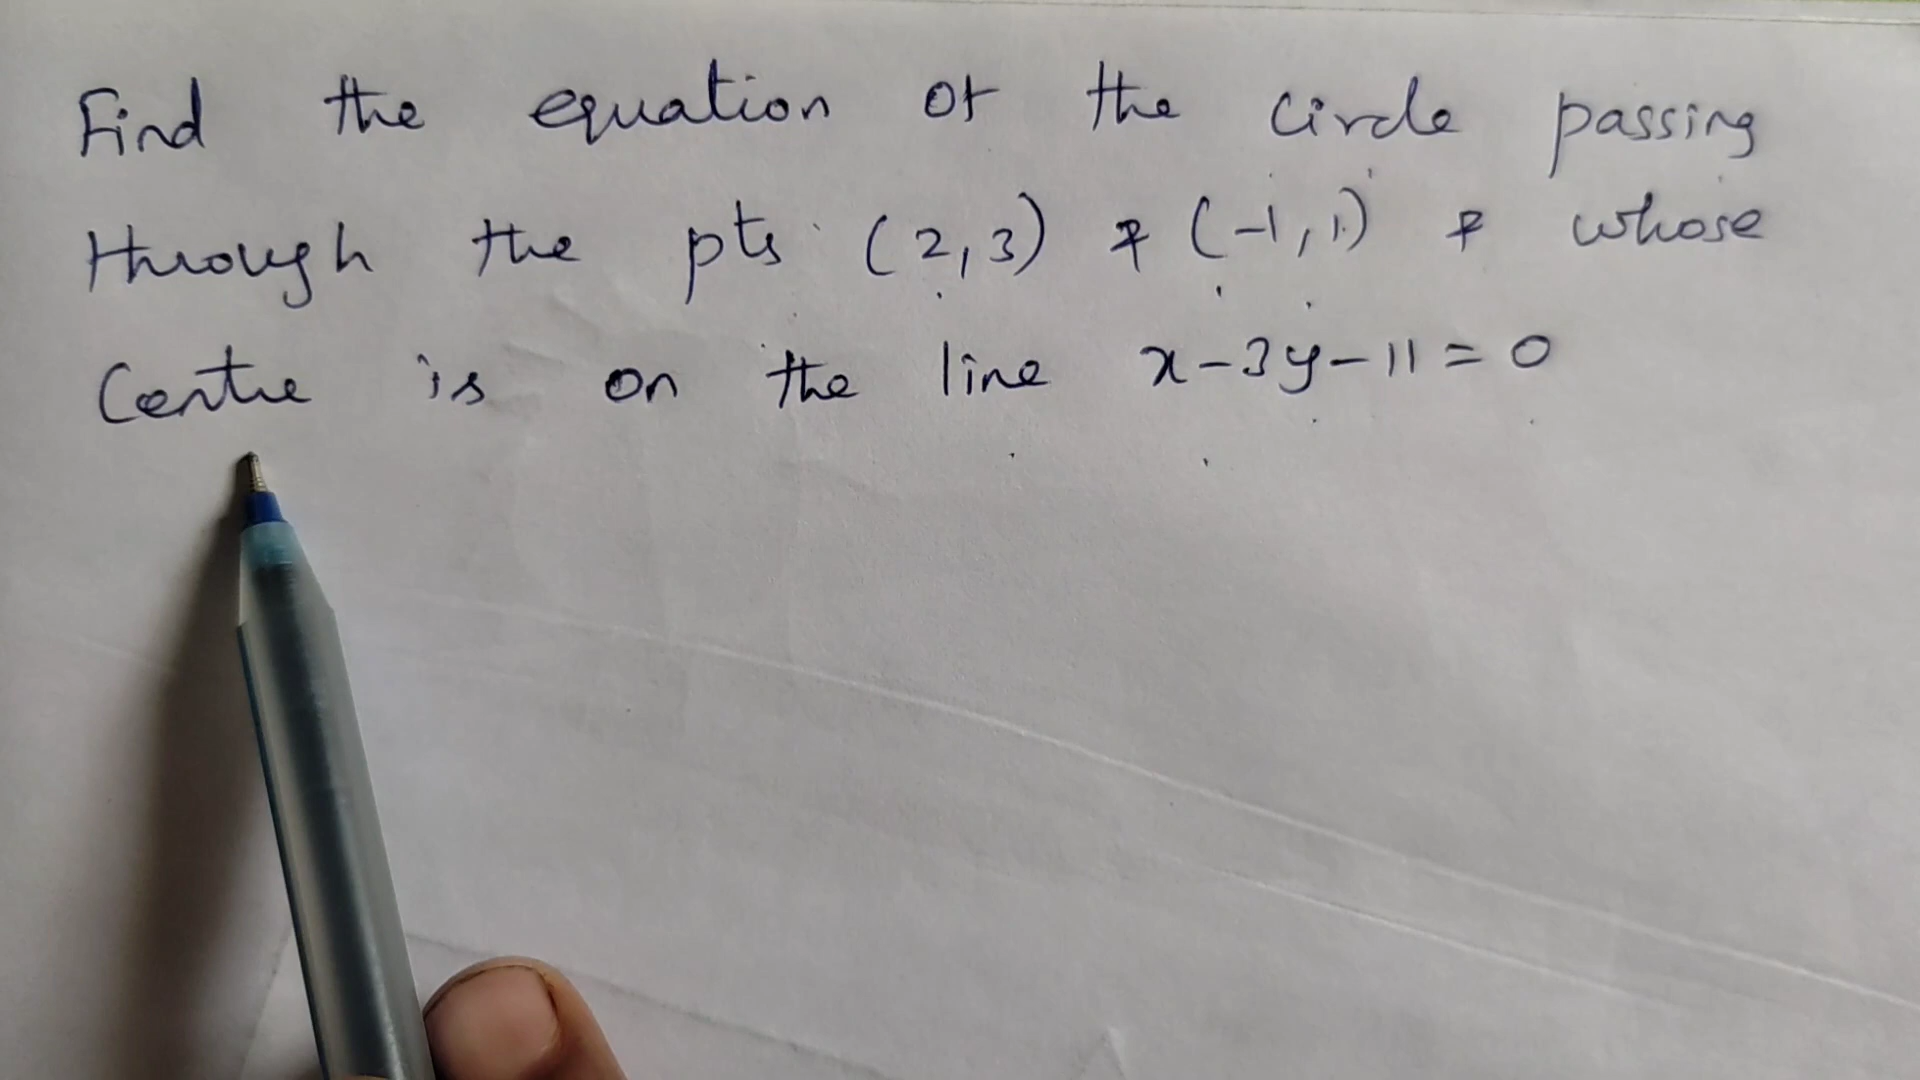 Find the equation of the circle passing
through the pts (2,3) & (-1,1) & whose
Centre is on the line x-3y-11=0